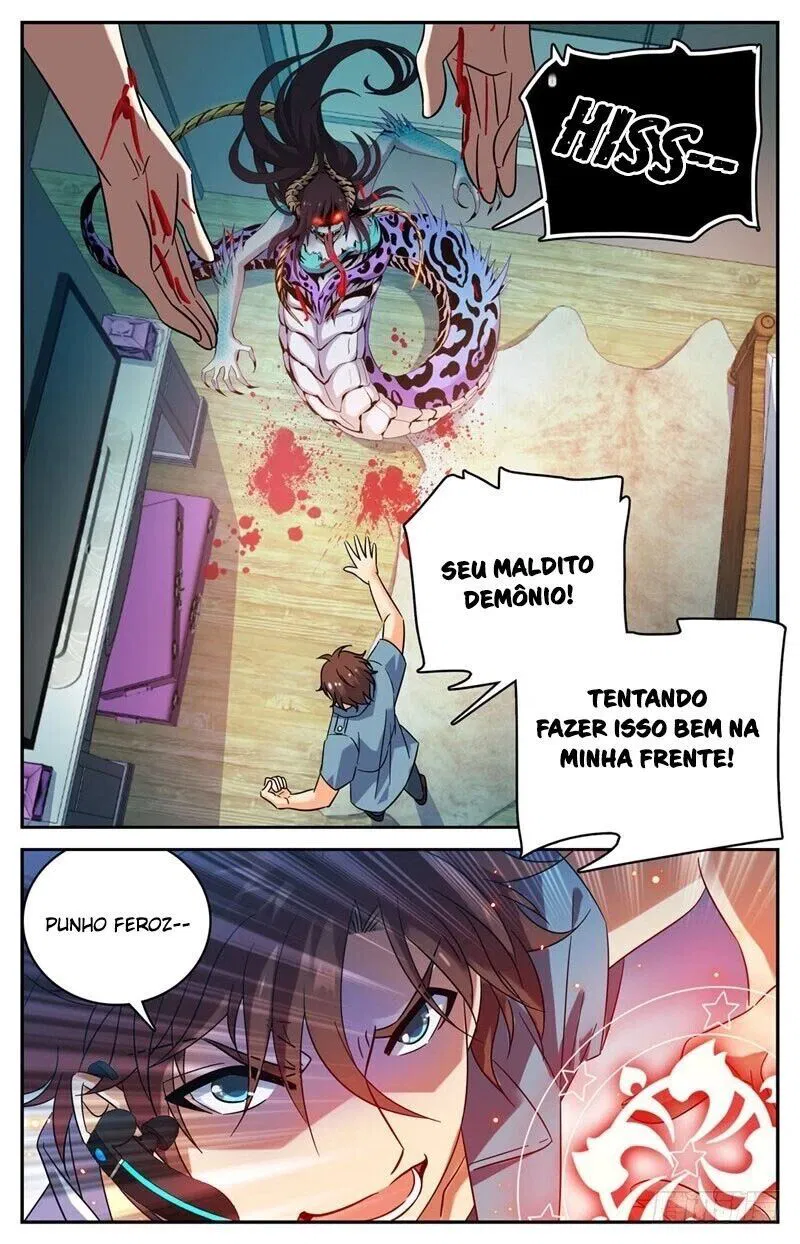 HISS--
SEU MALDITO
DEMÔNIO!
TENTANDO
FAZER ISSO BEM NA
MINHA FRENTE!
PUNHO FEROZ--